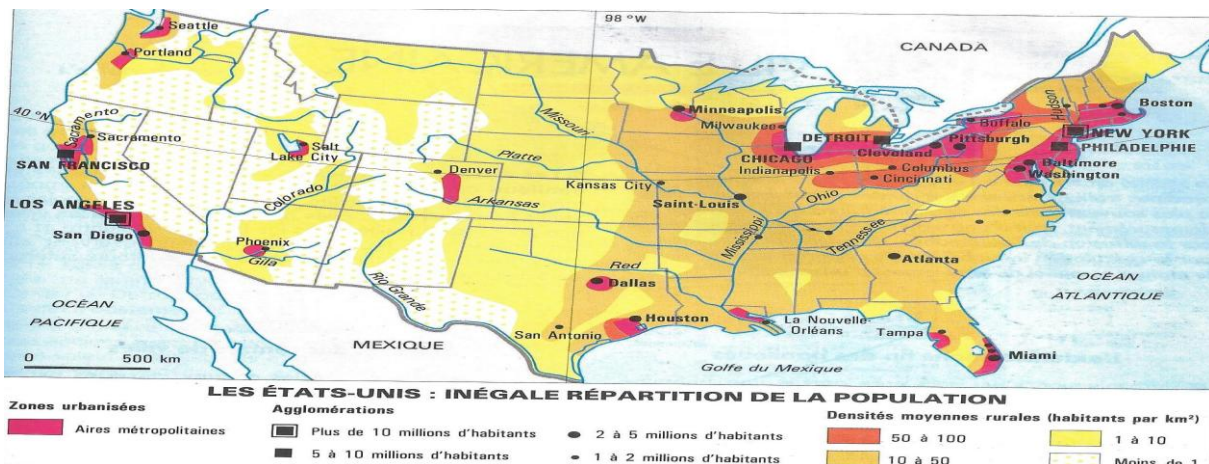 98 °W
Seattle
CANADA
Portland
40 °N
Missouri
Minneapolis
Hudson
Boston
Sacramento
Sacramento
Milwaukee
DETROIT
Buffalo
Pittsburgh
NEW YORK
Salt
Lake City
Platte
CHICAGO
Cleveland
PHILADELPHIE
SAN FRANCISCO
Denver
Indianapolis
Columbus
Baltimore
Kansas City
Cincinnati
Washington
Colorado
Arkansas
Saint-Louis
Ohio
LOS ANGELES
San Diego
Phoenix
Gila
Mississippi
Tennessee
Red
Atlanta
Rio Grande
Dallas
OCÉAN
PACIFIQUE
OCÉAN
ATLANTIQUE
San Antonio
Houston
La Nouvelle-
Orléans
Tampa
MEXIQUE
Miami
0 500 km
Golfe du Mexique
LES ÉTATS-UNIS : INÉGALE RÉPARTITION DE LA POPULATION
Zones urbanisées
Aires métropolitaines
Agglomérations
Plus de 10 millions d'habitants
5 à 10 millions d'habitants
2 à 5 millions d'habitants
1 à 2 millions d'habitants
Densités moyennes rurales (habitants par km²)
50 à 100
10 à 50
1 à 10
Moins de 1